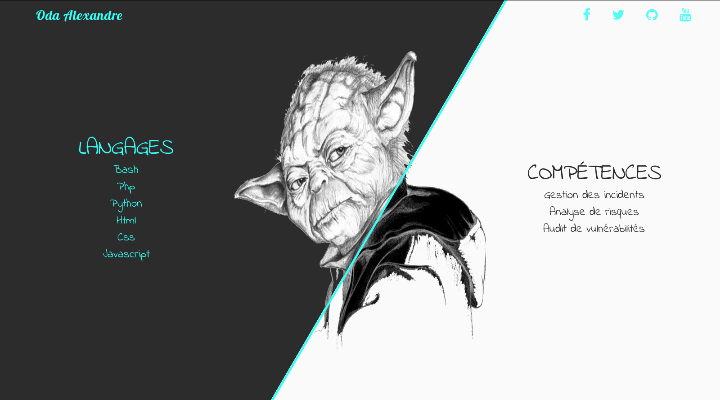 Oda Alexandre
LANGAGES
Bash
Php
Python
Html
Css
Javascript
COMPÉTENCES
Gestion des incidents
Analyse de risques
Audit de vulnérabilités